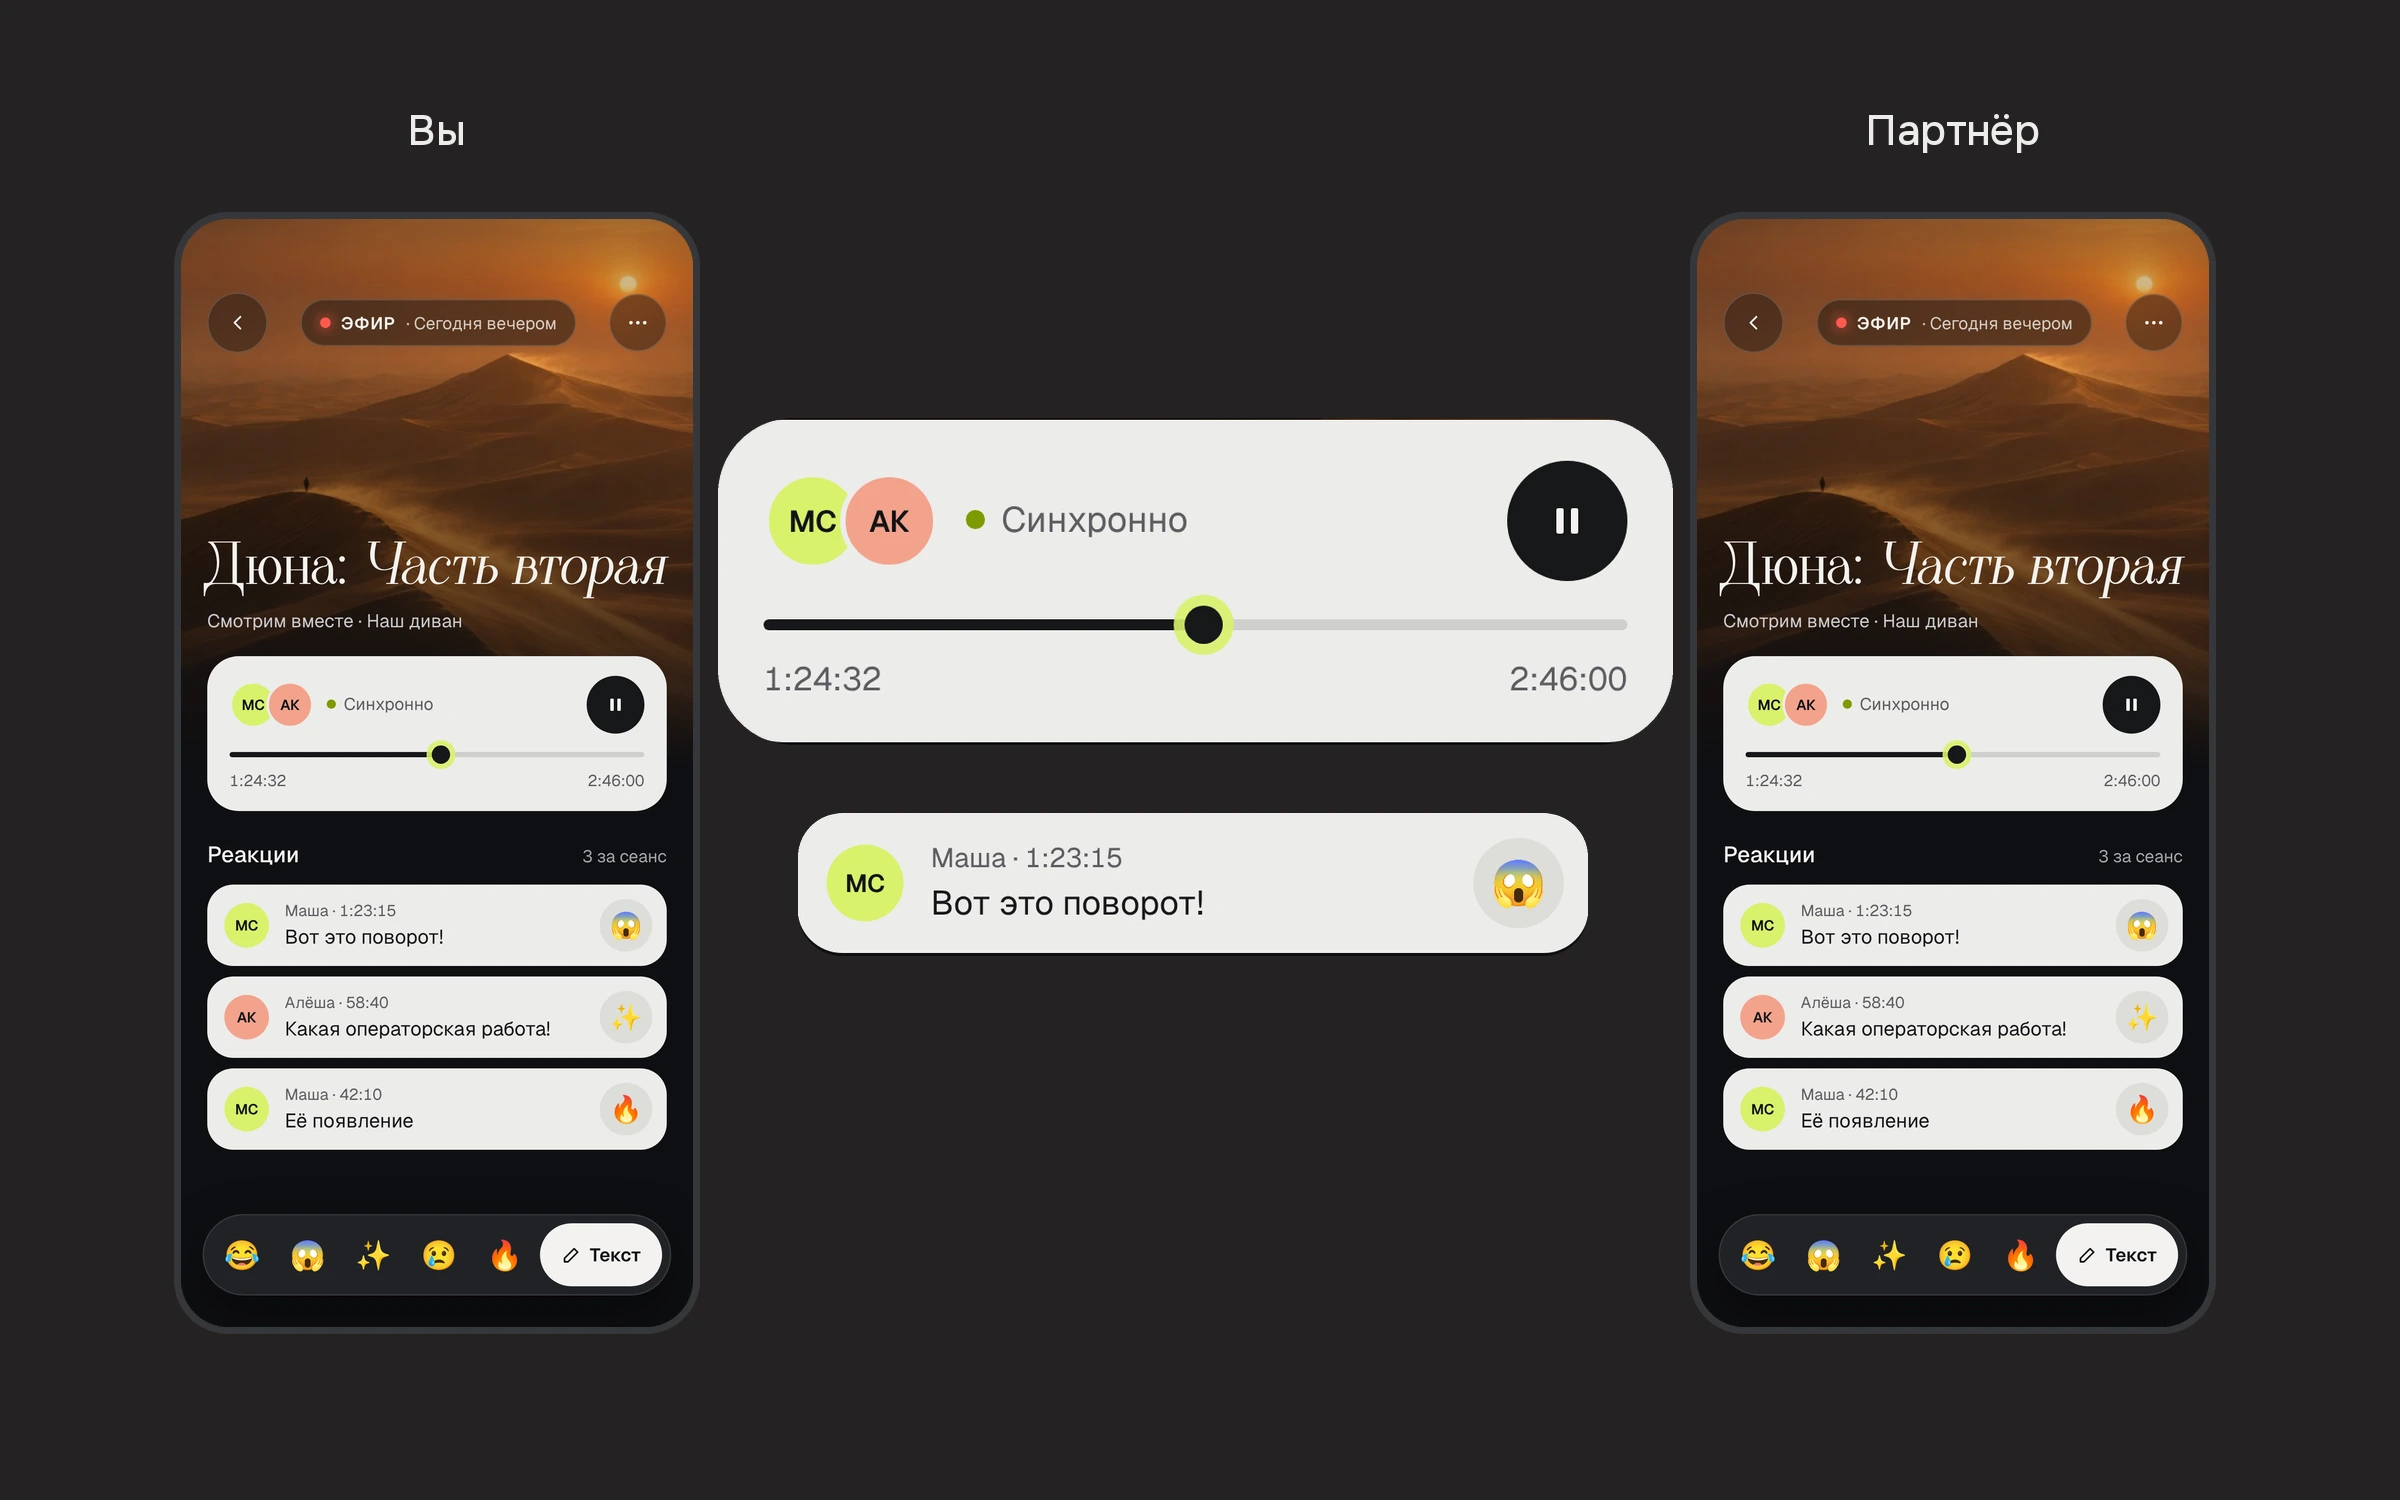 Вы
ЭФИР · Сегодня вечером
Дюна: Часть вторая
Смотрим вместе · Наш диван
МС АК Синхронно
1:24:32 2:46:00
Реакции 3 за сеанс
МС
Маша · 1:23:15
Вот это поворот!
АК
Алёша · 58:40
Какая операторская работа!
МС
Маша · 42:10
Её появление
Текст
МС АК Синхронно
1:24:32 2:46:00
МС
Маша · 1:23:15
Вот это поворот!
Партнёр
ЭФИР · Сегодня вечером
Дюна: Часть вторая
Смотрим вместе · Наш диван
МС АК Синхронно
1:24:32 2:46:00
Реакции 3 за сеанс
МС
Маша · 1:23:15
Вот это поворот!
АК
Алёша · 58:40
Какая операторская работа!
МС
Маша · 42:10
Её появление
Текст